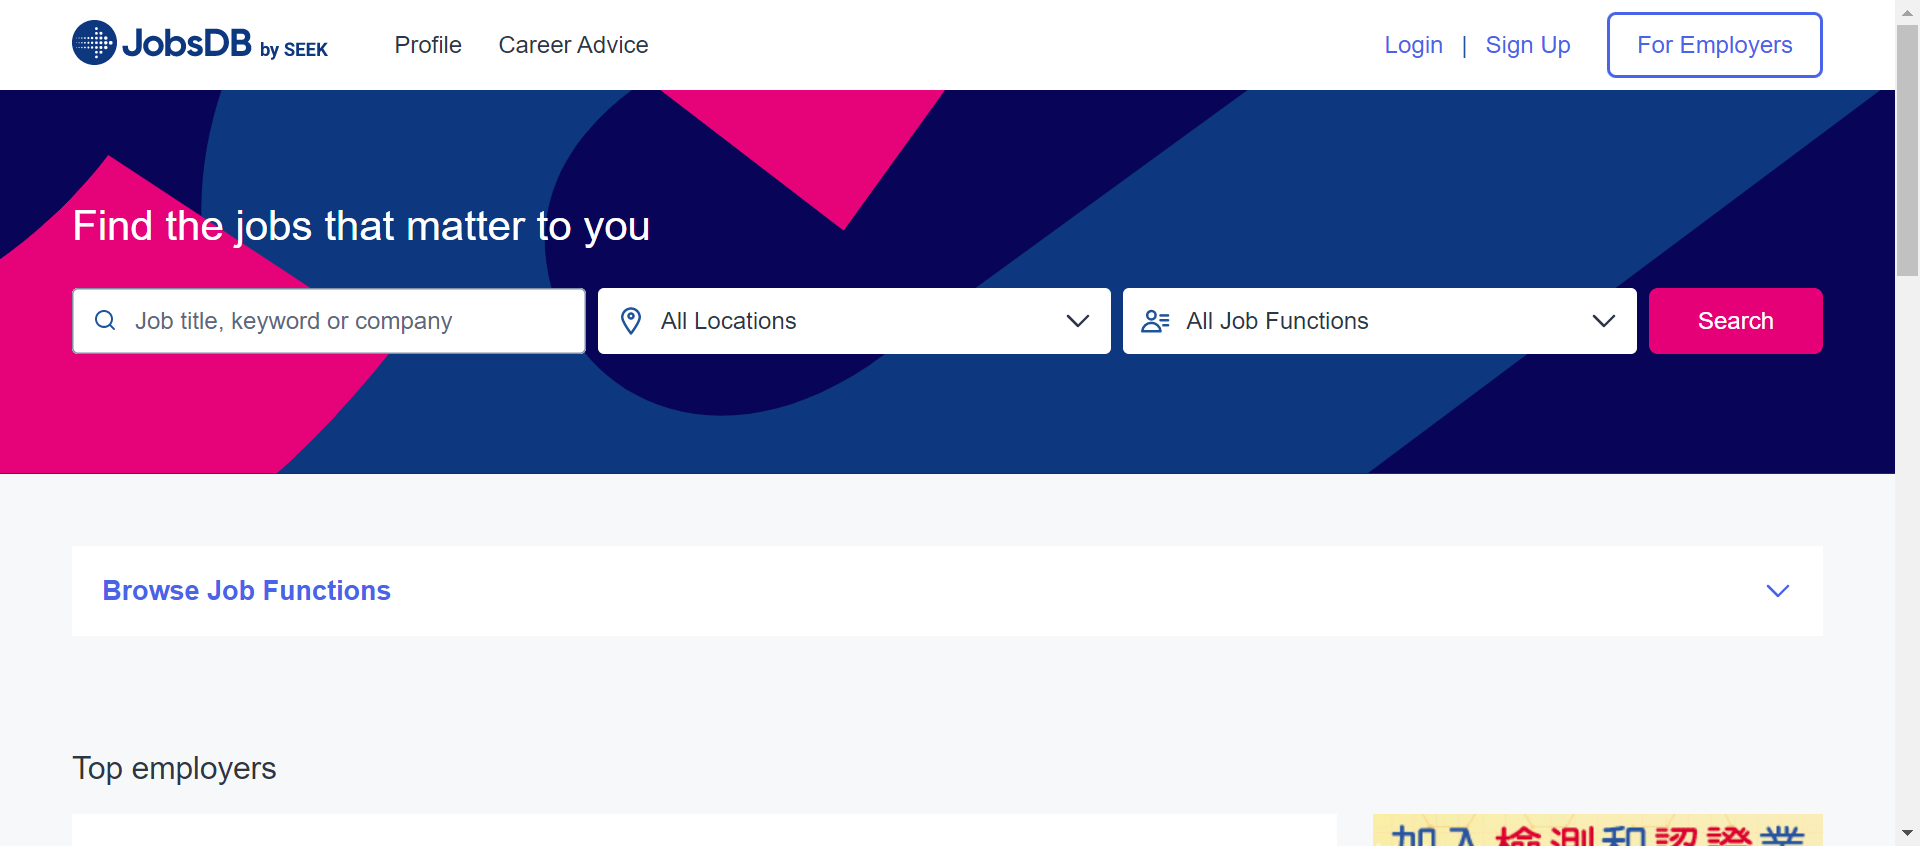 JobsDB by SEEK
Profile
Career Advice
Login | Sign Up
For Employers
Find the jobs that matter to you
Job title, keyword or company
All Locations
All Job Functions
Search
Browse Job Functions
Top employers
加入檢測和認證業